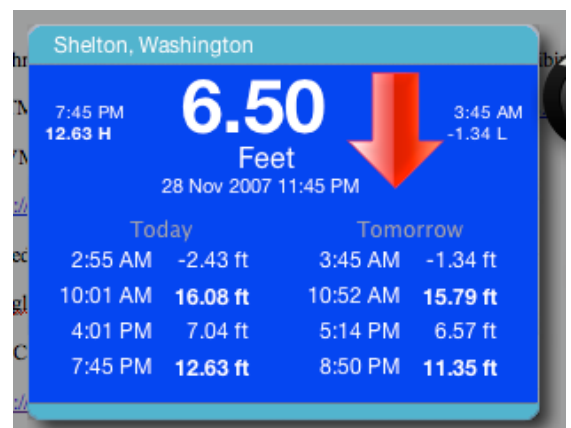 Shelton, Washington
7:45 PM
12.63 H
6.50
Feet
28 Nov 2007 11:45 PM
3:45 AM
-1.34 L
Today Tomorrow
2:55 AM -2.43 ft 3:45 AM -1.34 ft
10:01 AM 16.08 ft 10:52 AM 15.79 ft
4:01 PM 7.04 ft 5:14 PM 6.57 ft
7:45 PM 12.63 ft 8:50 PM 11.35 ft